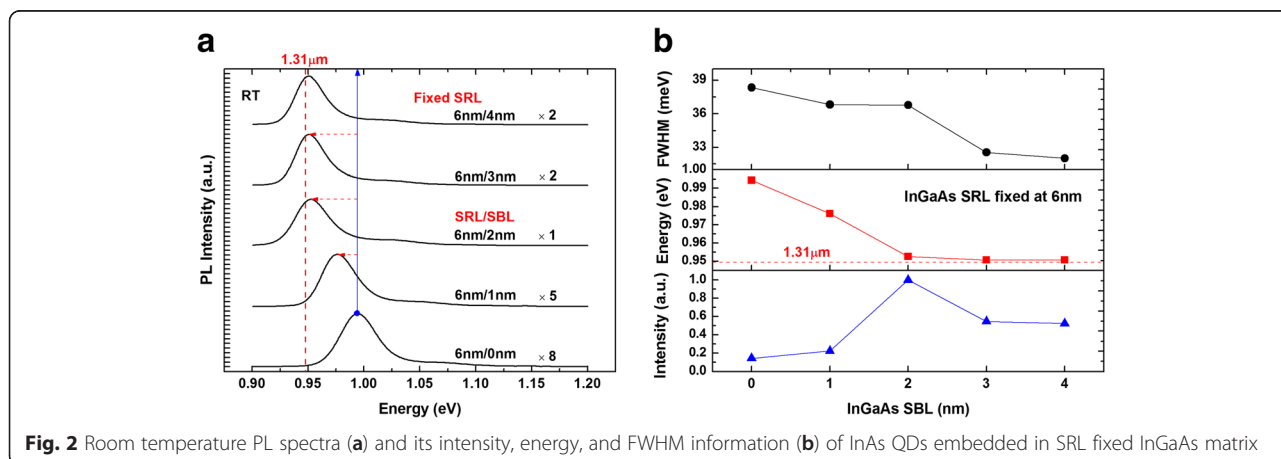 a
1.31μm
RT
Fixed SRL
6nm/4nm × 2
6nm/3nm × 2
SRL/SBL
6nm/2nm × 1
6nm/1nm × 5
6nm/0nm × 8
PL Intensity (a.u.)
0.90 0.95 1.00 1.05 1.10 1.15 1.20
Energy (eV)
b
39
36
33
FWHM (meV)
1.00
0.99
0.98
0.97
0.96
0.95
Energy (eV)
InGaAs SRL fixed at 6nm
1.31μm
1.0
0.8
0.6
0.4
0.2
0.0
Intensity (a.u.)
0 1 2 3 4
InGaAs SBL (nm)
Fig. 2 Room temperature PL spectra (a) and its intensity, energy, and FWHM information (b) of InAs QDs embedded in SRL fixed InGaAs matrix